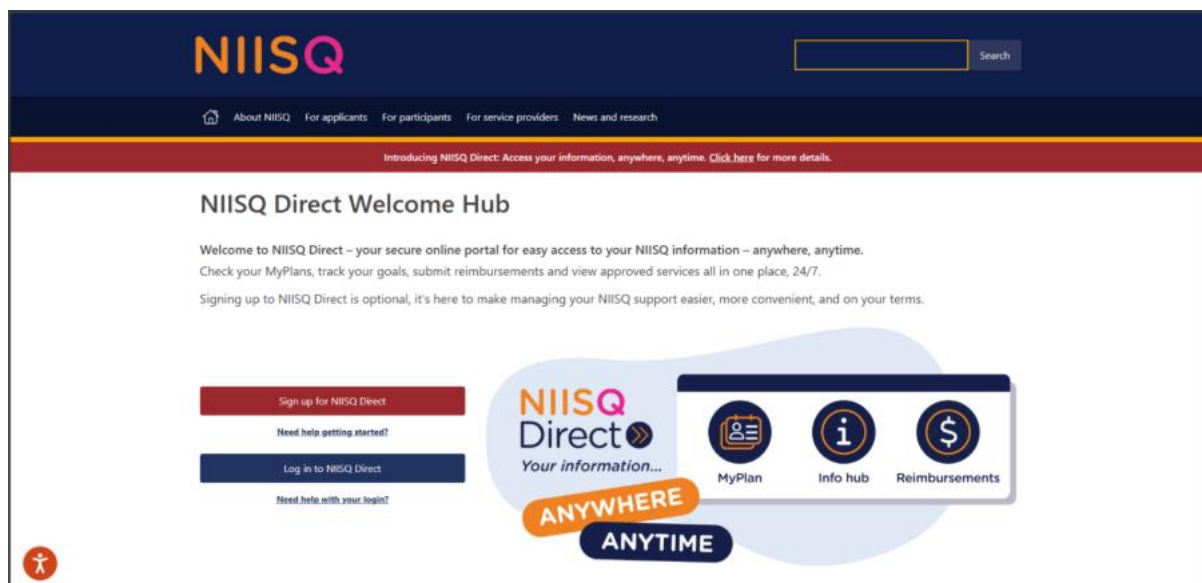 NIISQ
Search
About NIISQ For applicants For participants For service providers News and research
Introducing NIISQ Direct: Access your information, anywhere, anytime. Click here for more details.
NIISQ Direct Welcome Hub
Welcome to NIISQ Direct – your secure online portal for easy access to your NIISQ information – anywhere, anytime.
Check your MyPlans, track your goals, submit reimbursements and view approved services all in one place, 24/7.
Signing up to NIISQ Direct is optional, it's here to make managing your NIISQ support easier, more convenient, and on your terms.
Sign up for NIISQ Direct
Need help getting started?
Log in to NIISQ Direct
Need help with your login?
NIISQ
Direct
Your information...
ANYWHERE
ANYTIME
MyPlan Info hub Reimbursements